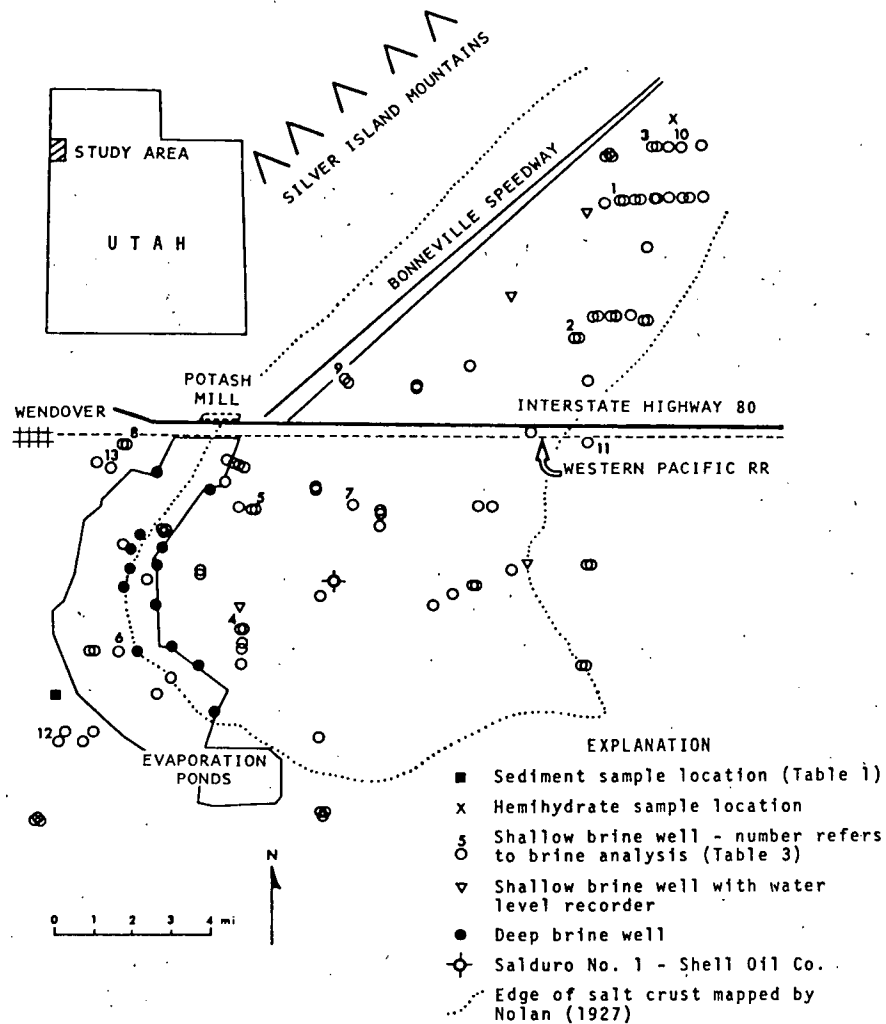 SILVER ISLAND MOUNTAINS
STUDY AREA
UTAH
BONNEVILLE SPEEDWAY
X
3
10
1
2
9
POTASH
MILL
WENDOVER
INTERSTATE HIGHWAY 80
8
13
11
WESTERN PACIFIC RR
5
7
4
6
12
EVAPORATION
PONDS
EXPLANATION
Sediment sample location (Table 1)
x Hemihydrate sample location
5 Shallow brine well - number refers
to brine analysis (Table 3)
Shallow brine well with water
level recorder
Deep brine well
Salduro No. 1 - Shell Oil Co.
Edge of salt crust mapped by
Nolan (1927)
N
0 1 2 3 4 mi